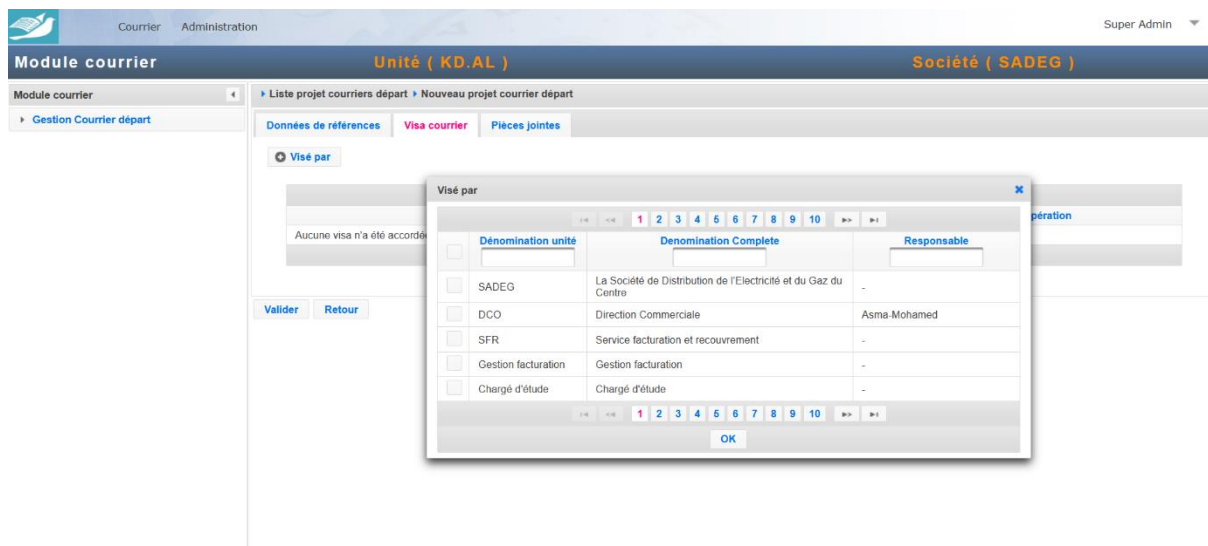 Courrier Administration Super Admin
Module courrier Unité ( KD.AL ) Société ( SADEG )
Module courrier
Liste projet courriers départ Nouveau projet courrier départ
Gestion Courrier départ
Données de références Visa courrier Pièces jointes
Visé par
Visé par
1 2 3 4 5 6 7 8 9 10
Dénomination unité Denomination Complete Responsable
pération
Aucune visa n'a été accordé
SADEG La Société de Distribution de l'Electricité et du Gaz du
Centre -
DCO Direction Commerciale Asma-Mohamed
SFR Service facturation et recouvrement -
Gestion facturation Gestion facturation -
Chargé d'étude Chargé d'étude -
1 2 3 4 5 6 7 8 9 10
OK
Valider Retour